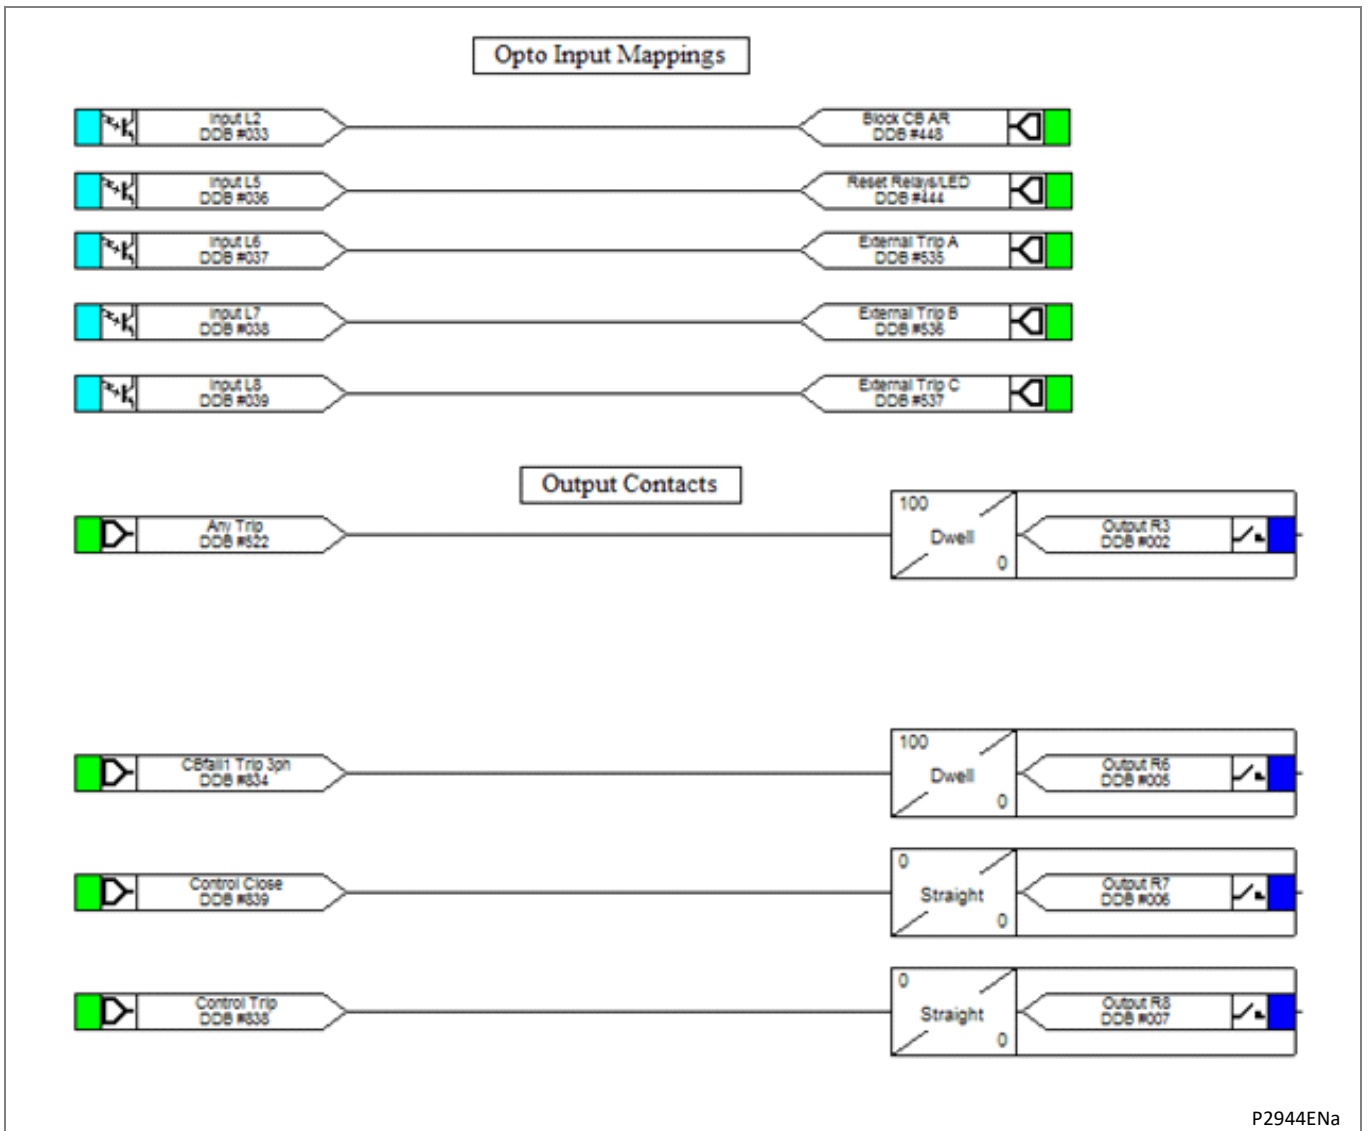 Opto Input Mappings
Input L2
DDB #033
Block CB AR
DDB #448
Input L5
DDB #036
Reset Relays/LED
DDB #444
Input L6
DDB #037
External Trip A
DDB #535
Input L7
DDB #038
External Trip B
DDB #536
Input L8
DDB #039
External Trip C
DDB #537
Output Contacts
Any Trip
DDB #522
100
Dwell
0
Output R3
DDB #002
CBfail1 Trip 3ph
DDB #834
100
Dwell
0
Output R6
DDB #005
Control Close
DDB #839
0
Straight
0
Output R7
DDB #006
Control Trip
DDB #838
0
Straight
0
Output R8
DDB #007
P2944ENa